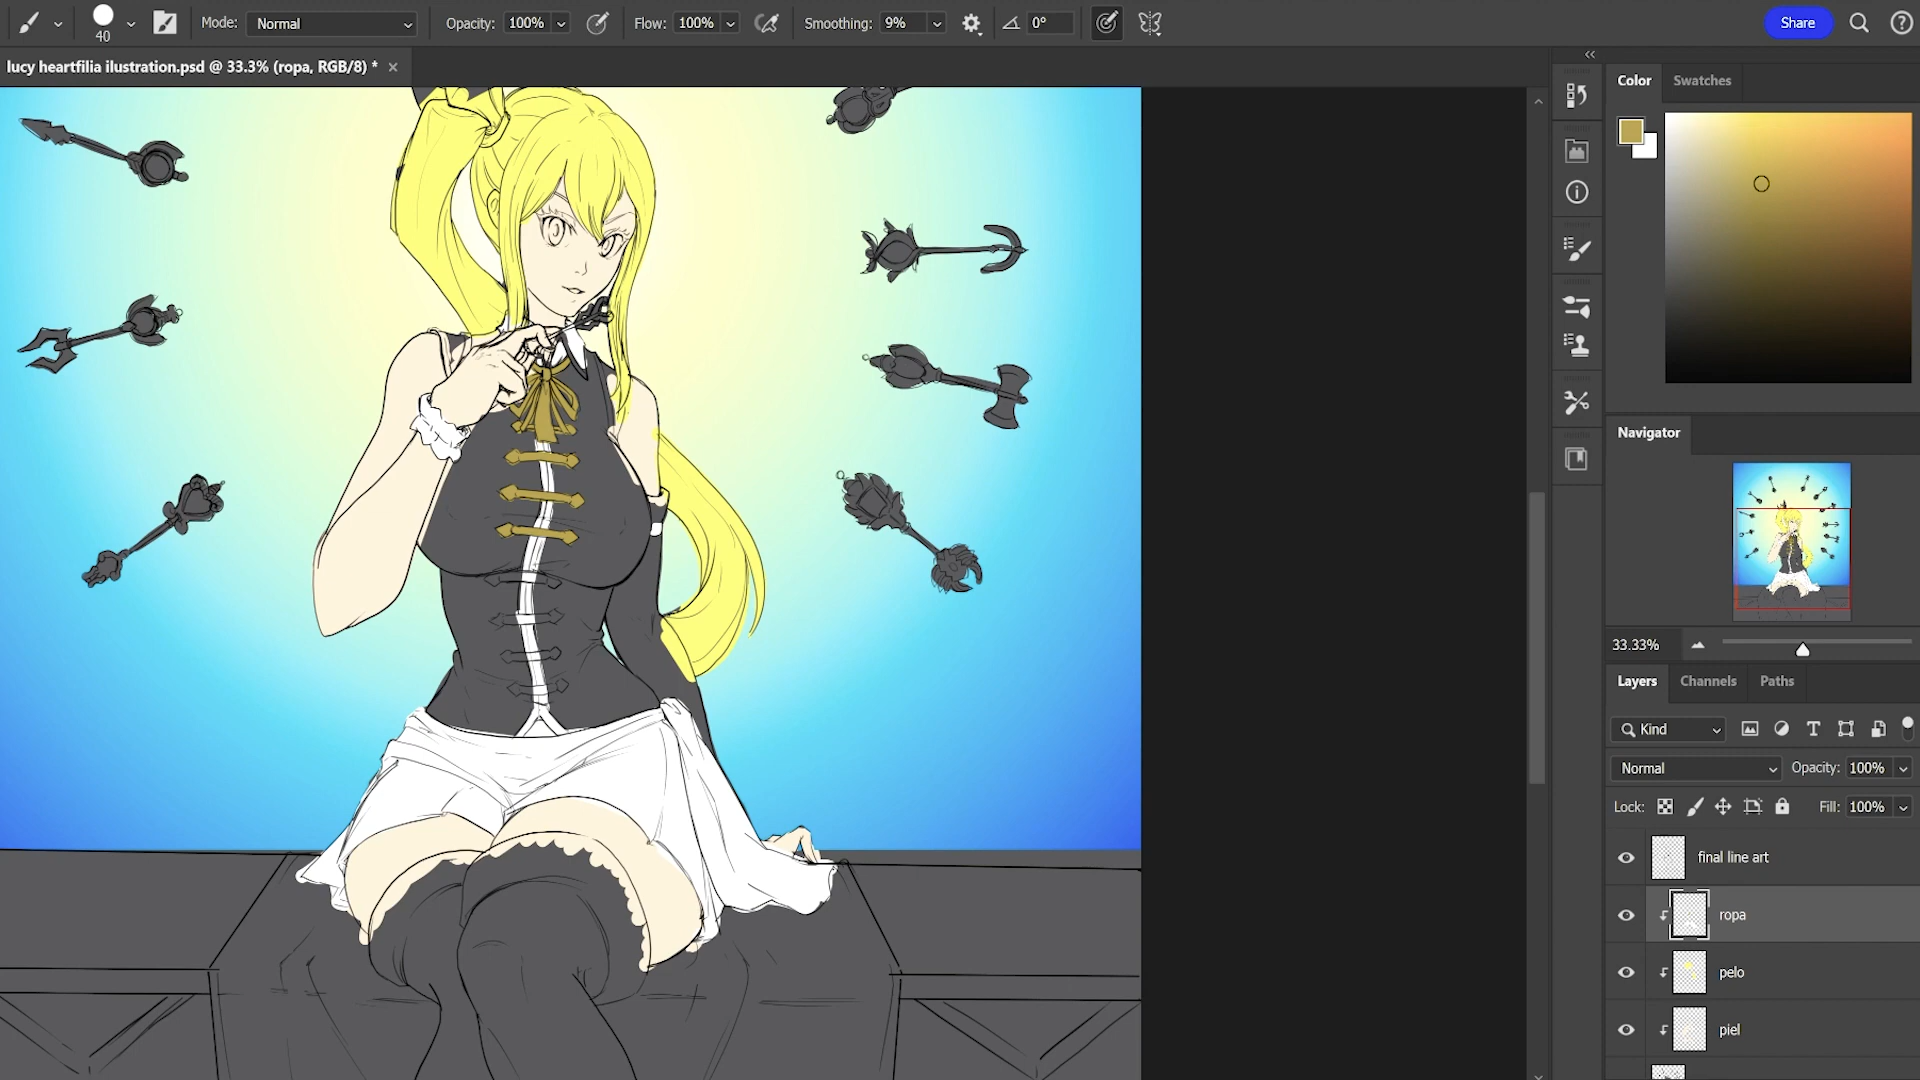 40
Mode: Normal
Opacity: 100%
Flow: 100%
Smoothing: 9%
0°
Share
lucy heartfilia ilustration.psd @ 33.3% (ropa, RGB/8) *
Color
Swatches
Navigator
33.33%
Layers
Channels
Paths
Kind
Normal
Opacity: 100%
Lock:
Fill: 100%
final line art
ropa
pelo
piel